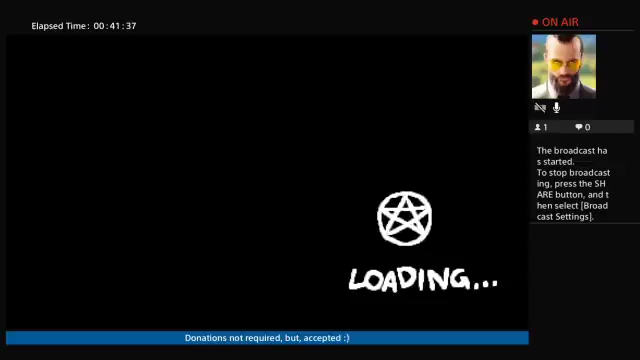 Elapsed Time: 00:41:37
ON AIR
1
0
The broadcast ha
s started.
To stop broadcast
ing, press the SH
ARE button, and t
hen select [Broad
cast Settings].
LOADING...
Donations not required, but, accepted :)